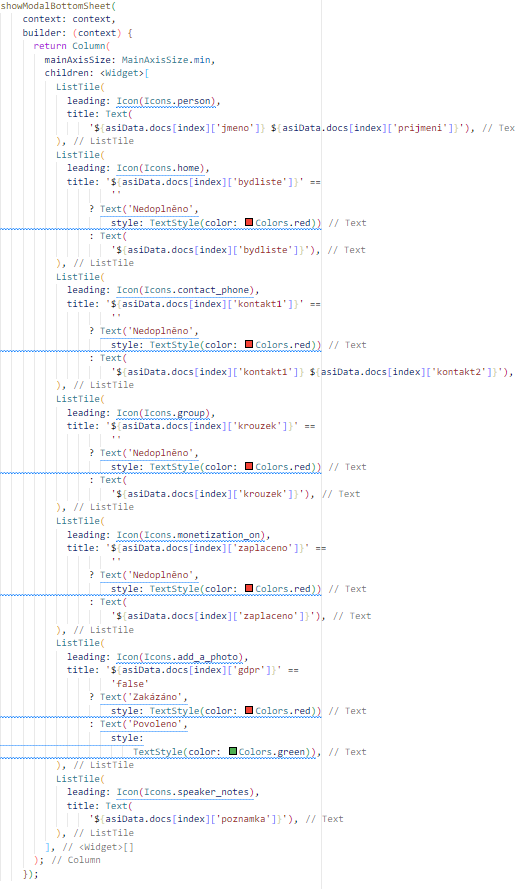 showModalBottomSheet(
    context: context,
    builder: (context) {
      return Column(
        mainAxisSize: MainAxisSize.min,
        children: <Widget>[
          ListTile(
            leading: Icon(Icons.person),
            title: Text(
                '${asiData.docs[index]['jmeno']} ${asiData.docs[index]['prijmeni']}'), // Tex
          ), // ListTile
          ListTile(
            leading: Icon(Icons.home),
            title: '${asiData.docs[index]['bydliste']}' ==
                    ''
                ? Text('Nedoplněno',
                    style: TextStyle(color: Colors.red)) // Text
                : Text(
                    '${asiData.docs[index]['bydliste']}'), // Text
          ), // ListTile
          ListTile(
            leading: Icon(Icons.contact_phone),
            title: '${asiData.docs[index]['kontakt1']}' ==
                    ''
                ? Text('Nedoplněno',
                    style: TextStyle(color: Colors.red)) // Text
                : Text(
                    '${asiData.docs[index]['kontakt1']} ${asiData.docs[index]['kontakt2']}'),
          ), // ListTile
          ListTile(
            leading: Icon(Icons.group),
            title: '${asiData.docs[index]['krouzek']}' ==
                    ''
                ? Text('Nedoplněno',
                    style: TextStyle(color: Colors.red)) // Text
                : Text(
                    '${asiData.docs[index]['krouzek']}'), // Text
          ), // ListTile
          ListTile(
            leading: Icon(Icons.monetization_on),
            title: '${asiData.docs[index]['zaplaceno']}' ==
                    ''
                ? Text('Nedoplněno',
                    style: TextStyle(color: Colors.red)) // Text
                : Text(
                    '${asiData.docs[index]['zaplaceno']}'), // Text
          ), // ListTile
          ListTile(
            leading: Icon(Icons.add_a_photo),
            title: '${asiData.docs[index]['gdpr']}' ==
                    'false'
                ? Text('Zakázáno',
                    style: TextStyle(color: Colors.red)) // Text
                : Text('Povoleno',
                    style:
                        TextStyle(color: Colors.green)), // Text
          ), // ListTile
          ListTile(
            leading: Icon(Icons.speaker_notes),
            title: Text(
                '${asiData.docs[index]['poznamka']}'), // Text
          ), // ListTile
        ], // <Widget>[]
      ); // Column
    });